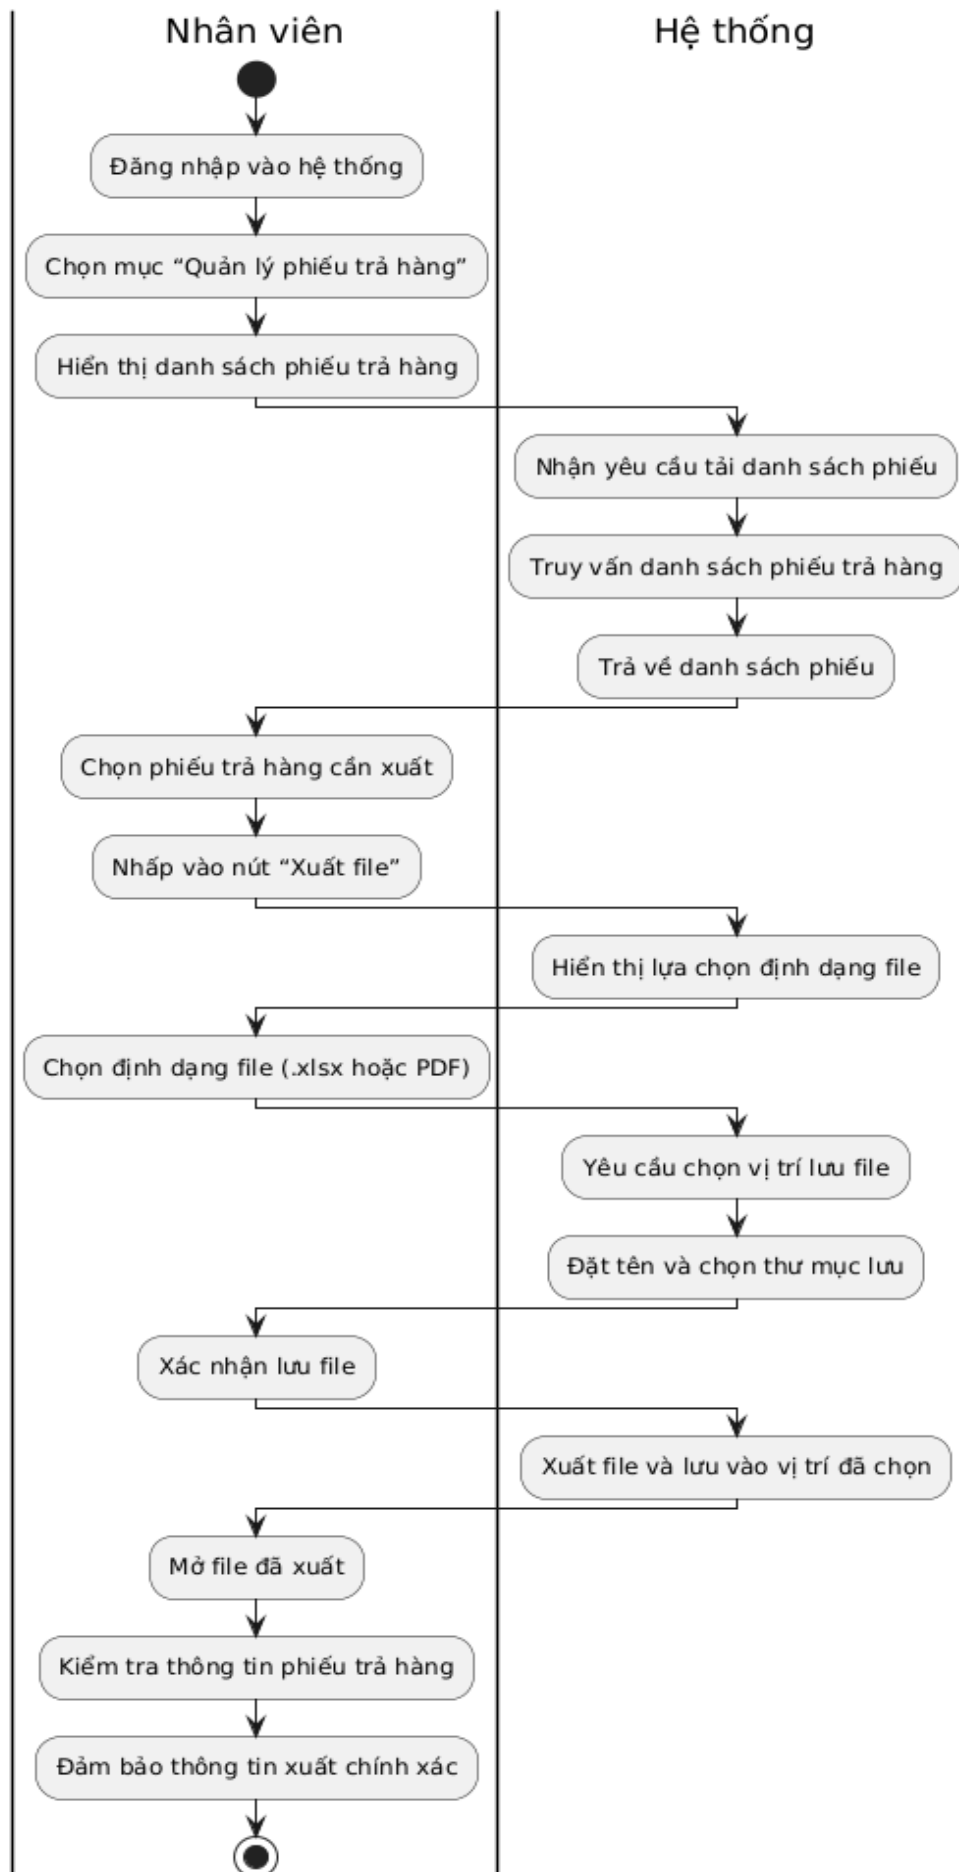 Nhân viên
Hệ thống
Đăng nhập vào hệ thống
Chọn mục “Quản lý phiếu trả hàng”
Hiển thị danh sách phiếu trả hàng
Nhận yêu cầu tải danh sách phiếu
Truy vấn danh sách phiếu trả hàng
Trả về danh sách phiếu
Chọn phiếu trả hàng cần xuất
Nhấp vào nút “Xuất file”
Hiển thị lựa chọn định dạng file
Chọn định dạng file (.xlsx hoặc PDF)
Yêu cầu chọn vị trí lưu file
Đặt tên và chọn thư mục lưu
Xác nhận lưu file
Xuất file và lưu vào vị trí đã chọn
Mở file đã xuất
Kiểm tra thông tin phiếu trả hàng
Đảm bảo thông tin xuất chính xác